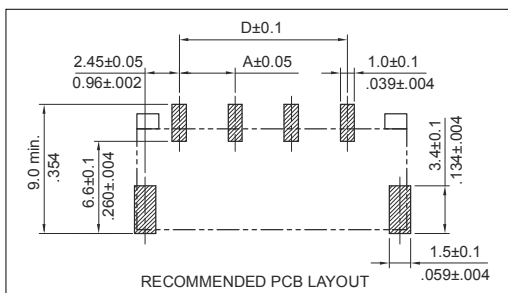 D±0.1
2.45±0.05
0.96±.002
A±0.05
1.0±0.1
.039±.004
9.0 min.
.354
6.6±0.1
.260±.004
3.4±0.1
.134±.004
1.5±0.1
.059±.004
RECOMMENDED PCB LAYOUT